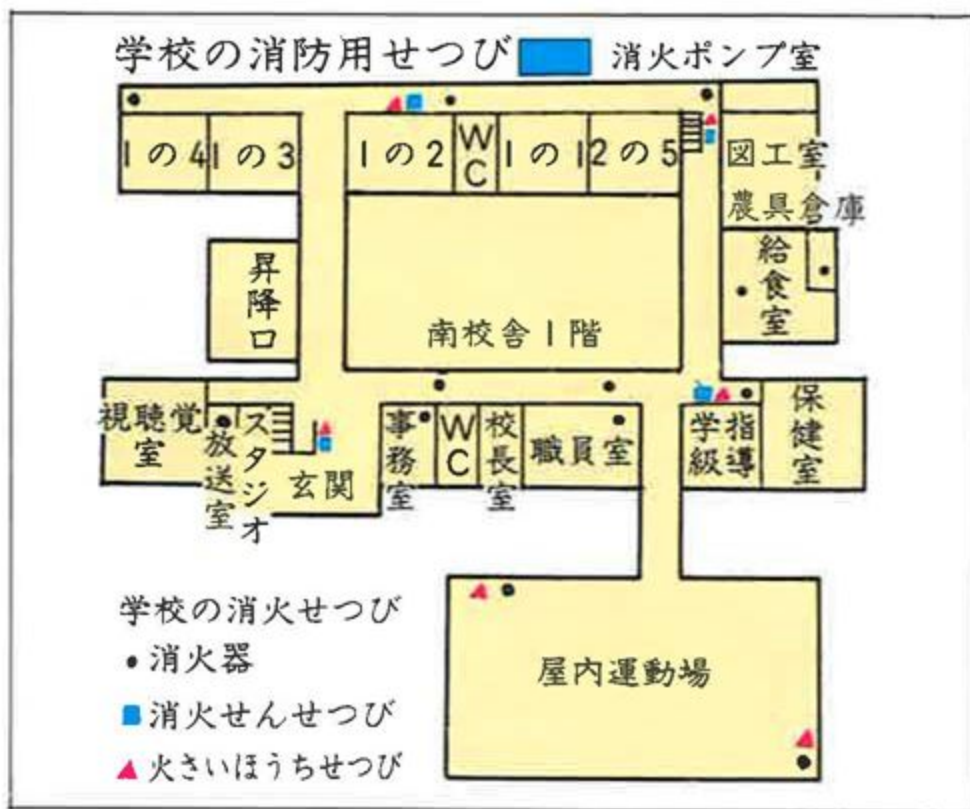 学校の消防用せつび 消火ポンプ室
1の4
1の3
1の2
WC
1の1
2の5
図工室
農具倉庫
給食室
昇降口
南校舎1階
視聴覚室
放送室
スタジオ
玄関
事務室
WC
校長室
職員室
学級指導
保健室
屋内運動場
学校の消火せつび
消火器
消火せんせつび
火さいほうちせつび